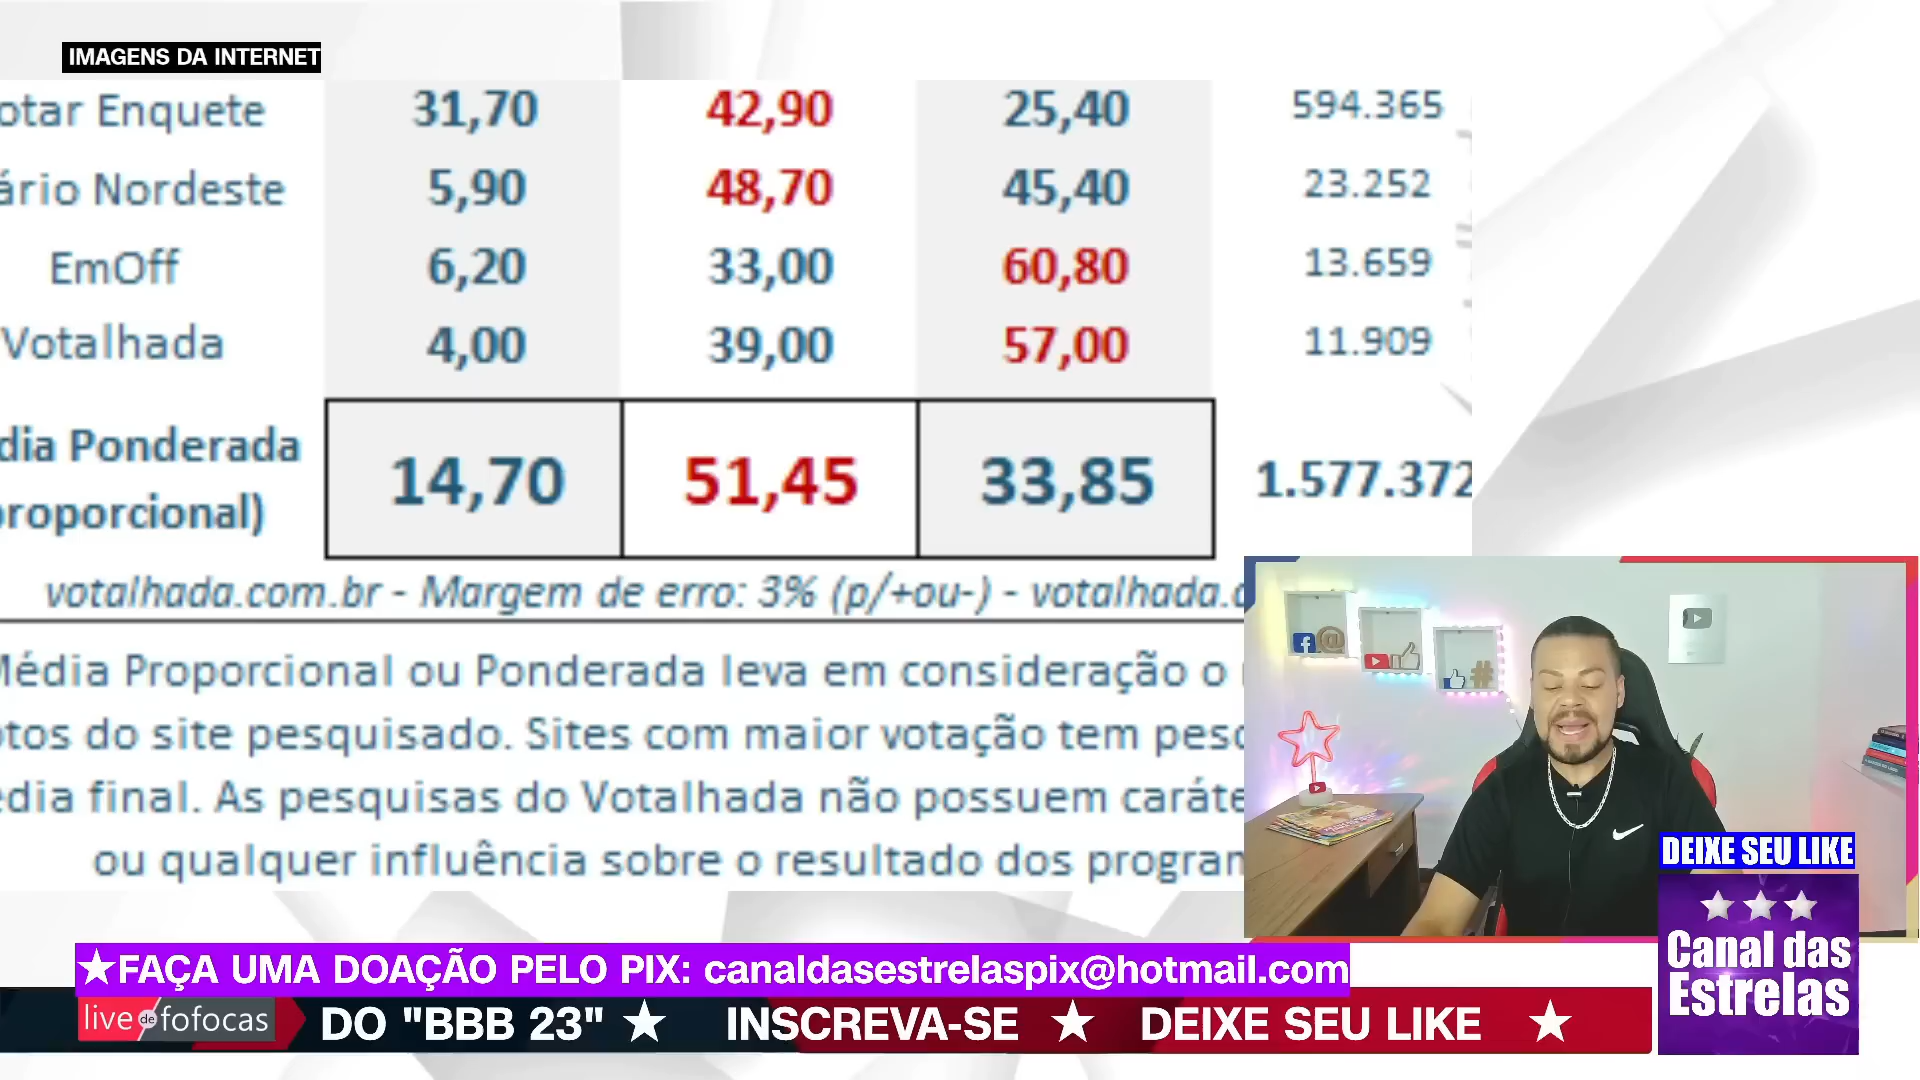 IMAGENS DA INTERNET
otar Enquete 31,70 42,90 25,40 594.365
ário Nordeste 5,90 48,70 45,40 23.252
EmOff 6,20 33,00 60,80 13.659
Votalhada 4,00 39,00 57,00 11.909
dia Ponderada
proporcional) 14,70 51,45 33,85 1.577.372
votalhada.com.br - Margem de erro: 3% (p/+ou-) - votalhada.c
Média Proporcional ou Ponderada leva em consideração o
otos do site pesquisado. Sites com maior votação tem peso
édia final. As pesquisas do Votalhada não possuem caráte
ou qualquer influência sobre o resultado dos program
DEIXE SEU LIKE
Canal das
Estrelas
★FAÇA UMA DOAÇÃO PELO PIX: canaldasestrelaspix@hotmail.com
live de fofocas
DO "BBB 23" ★ INSCREVA-SE ★ DEIXE SEU LIKE ★